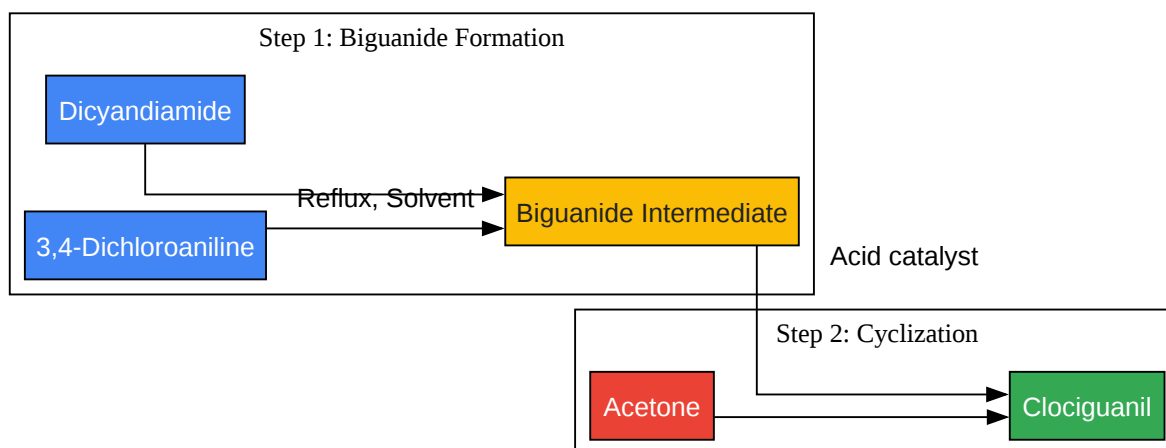 Step 1: Biguanide Formation
Dicyandiamide
Reflux, Solvent
Biguanide Intermediate
3,4-Dichloroaniline
Acid catalyst
Step 2: Cyclization
Acetone
Clociguanil